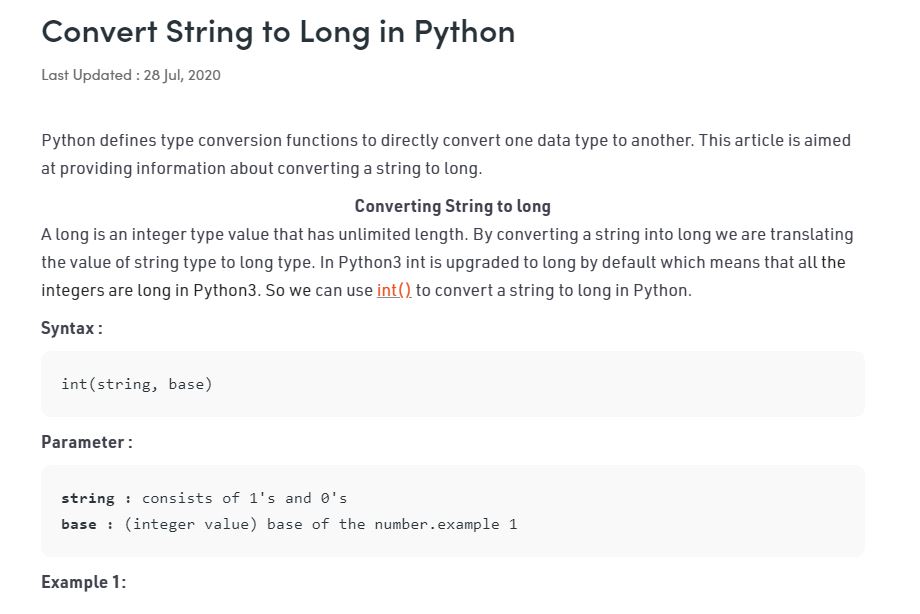 Convert String to Long in Python
Last Updated : 28 Jul, 2020
Python defines type conversion functions to directly convert one data type to another. This article is aimed
at providing information about converting a string to long.
Converting String to long
A long is an integer type value that has unlimited length. By converting a string into long we are translating
the value of string type to long type. In Python3 int is upgraded to long by default which means that all the
integers are long in Python3. So we can use int() to convert a string to long in Python.
Syntax :
int(string, base)
Parameter :
string : consists of 1's and 0's
base : (integer value) base of the number.example 1
Example 1: